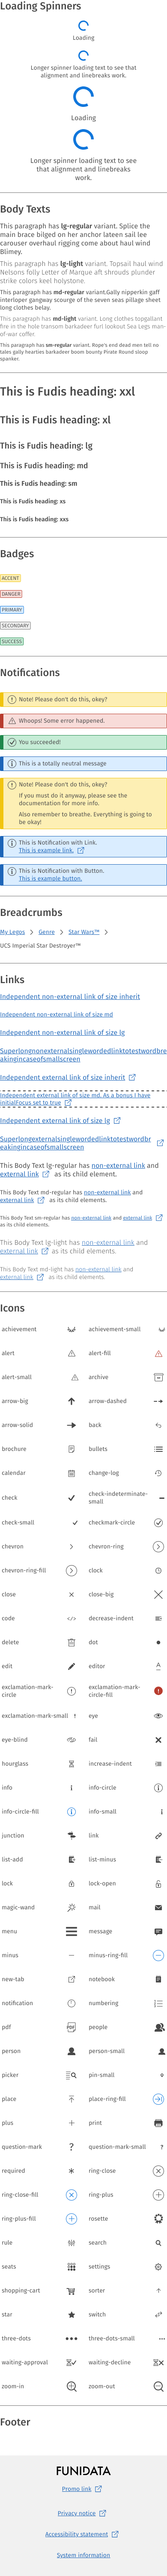 Loading Spinners
Loading
Longer spinner loading text to see that
alignment and linebreaks work.
Loading
Longer spinner loading text to see
that alignment and linebreaks
work.
Body Texts
This paragraph has lg-regular variant. Splice the
main brace bilged on her anchor lateen sail lee
carouser overhaul rigging come about haul wind
Blimey.
This paragraph has lg-light variant. Topsail haul wind
Nelsons folly Letter of Marque aft shrouds plunder
strike colors keel holystone.
This paragraph has md-regular variant.Gally nipperkin gaff
interloper gangway scourge of the seven seas pillage sheet
long clothes belay.
This paragraph has md-light variant. Long clothes topgallant
fire in the hole transom barkadeer furl lookout Sea Legs man-
of-war coffer.
This paragraph has sm-regular variant. Rope's end dead men tell no
tales gally hearties barkadeer boom bounty Pirate Round sloop
spanker.
This is Fudis heading: xxl
This is Fudis heading: xl
This is Fudis heading: lg
This is Fudis heading: md
This is Fudis heading: sm
This is Fudis heading: xs
This is Fudis heading: xxs
Badges
ACCENT
DANGER
PRIMARY
SECONDARY
SUCCESS
Notifications
Note! Please don't do this, okey?
Whoops! Some error happened.
You succeeded!
This is a totally neutral message
Note! Please don't do this, okey?
If you must do it anyway, please see the
documentation for more info.
Also remember to breathe. Everything is going to
be okay!
This is Notification with Link.
This is example link.
This is Notification with Button.
This is example button.
Breadcrumbs
My Legos
Genre
Star Wars™
UCS Imperial Star Destroyer™
Links
Independent non-external link of size inherit
Independent non-external link of size md
Independent non-external link of size lg
Superlongnonexternalsinglewordedlinktotestwordbre
akingincaseofsmallscreen
Independent external link of size inherit
Independent external link of size md. As a bonus I have
initialFocus set to true
Independent external link of size lg
Superlongexternalsinglewordedlinktotestwordbr
eakingincaseofsmallscreen
This Body Text lg-regular has non-external link and
external link as its child elements.
This Body Text md-regular has non-external link and
external link as its child elements.
This Body Text sm-regular has non-external link and external link
as its child elements.
This Body Text lg-light has non-external link and
external link as its child elements.
This Body Text md-light has non-external link and
external link as its child elements.
Icons
achievement
achievement-small
alert
alert-fill
alert-small
archive
arrow-big
arrow-dashed
arrow-solid
back
brochure
bullets
calendar
change-log
check
check-indeterminate-
small
check-small
checkmark-circle
chevron
chevron-ring
chevron-ring-fill
clock
close
close-big
code
decrease-indent
delete
dot
edit
editor
exclamation-mark-
circle
exclamation-mark-
circle-fill
exclamation-mark-small
eye
eye-blind
fail
hourglass
increase-indent
info
info-circle
info-circle-fill
info-small
junction
link
list-add
list-minus
lock
lock-open
magic-wand
mail
menu
message
minus
minus-ring-fill
new-tab
notebook
notification
numbering
pdf
people
person
person-small
picker
pin-small
place
place-ring-fill
plus
print
question-mark
question-mark-small
required
ring-close
ring-close-fill
ring-plus
ring-plus-fill
rosette
rule
search
seats
settings
shopping-cart
sorter
star
switch
three-dots
three-dots-small
waiting-approval
waiting-decline
zoom-in
zoom-out
Footer
FUNIDATA
Promo link
Privacy notice
Accessibility statement
System information